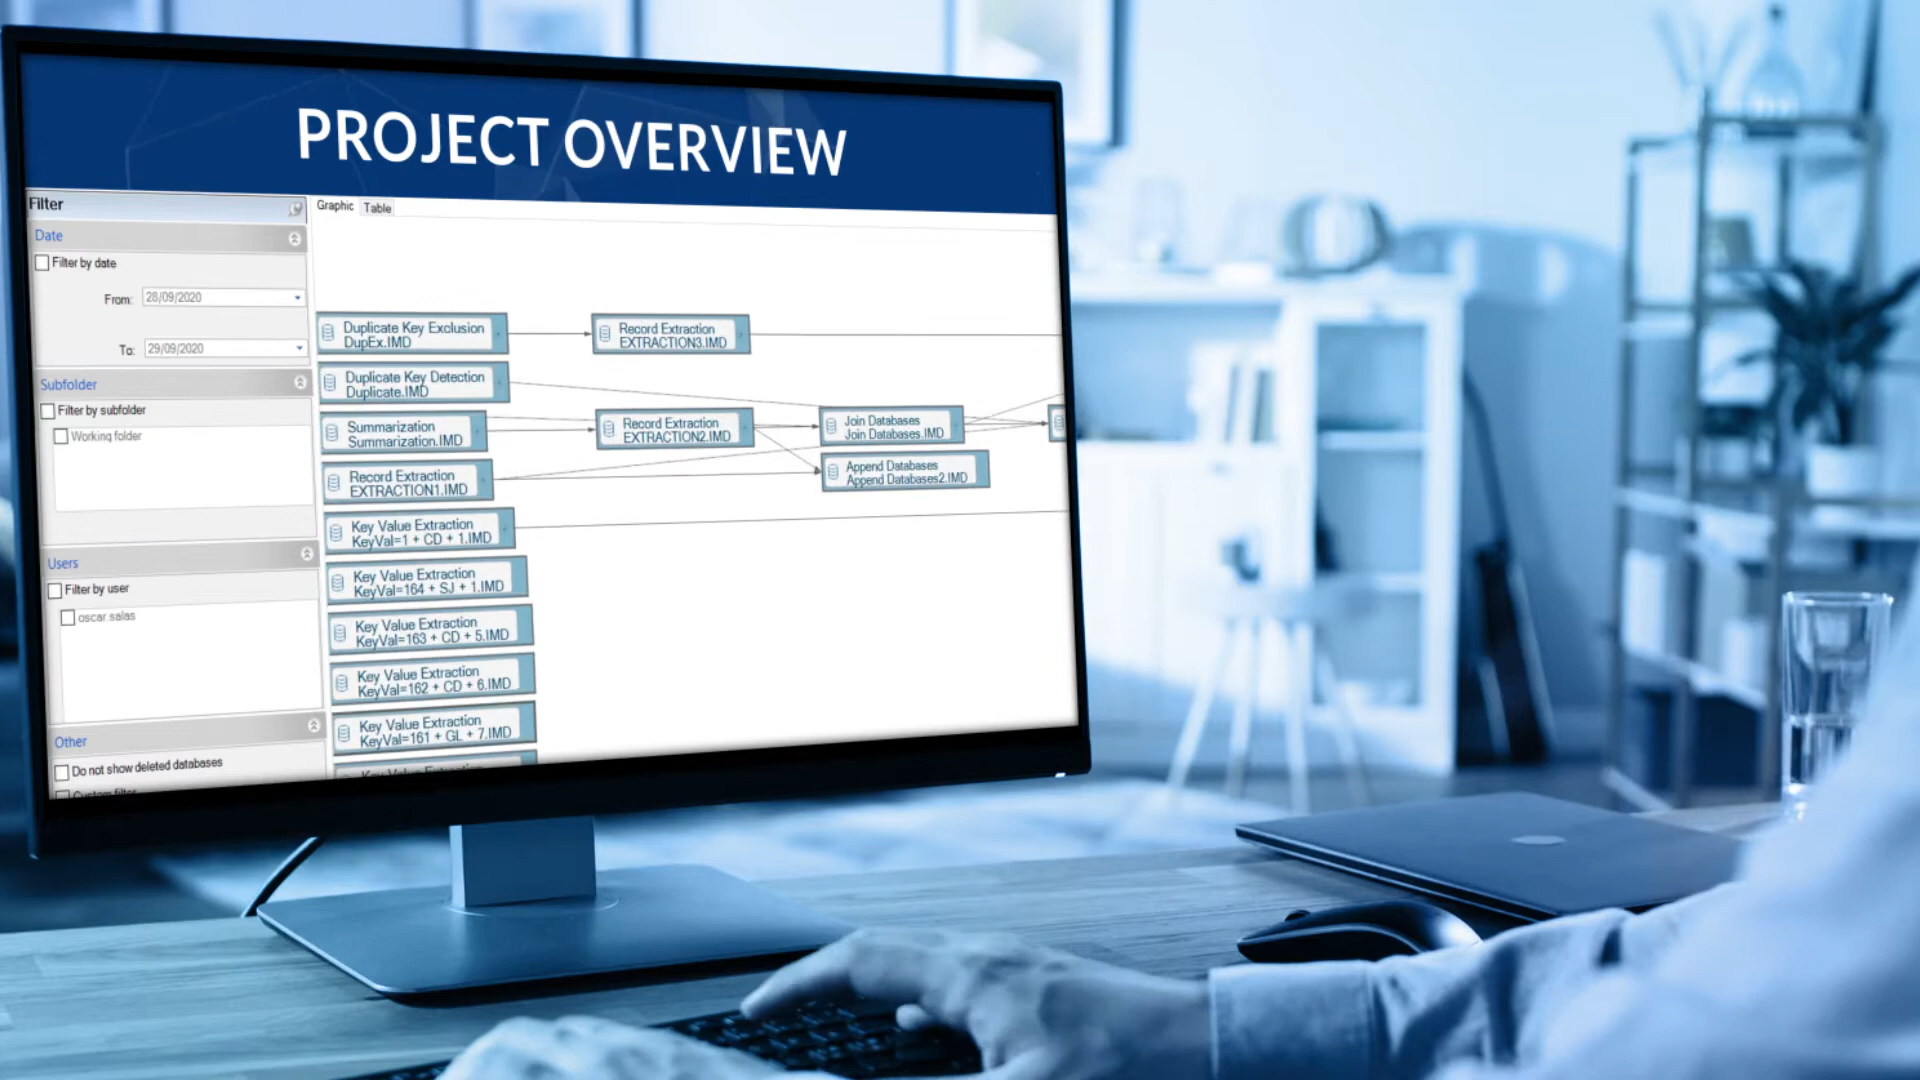 PROJECT OVERVIEW
Filter
Date
Filter by date
From: 28/09/2020
To: 29/09/2020
Subfolder
Filter by subfolder
Working folder
Users
Filter by user
oscar.salas
Other
Do not show deleted databases
Custom filter
Graphic Table
Duplicate Key Exclusion
DupEx.IMD
Record Extraction
EXTRACTION3.IMD
Duplicate Key Detection
Duplicate.IMD
Summarization
Summarization.IMD
Record Extraction
EXTRACTION2.IMD
Join Databases
Join Databases.IMD
Record Extraction
EXTRACTION1.IMD
Append Databases
Append Databases2.IMD
Key Value Extraction
KeyVal=1 + CD + 1.IMD
Key Value Extraction
KeyVal=164 + SJ + 1.IMD
Key Value Extraction
KeyVal=163 + CD + 5.IMD
Key Value Extraction
KeyVal=162 + CD + 6.IMD
Key Value Extraction
KeyVal=161 + GL + 7.IMD
Key Value Extraction